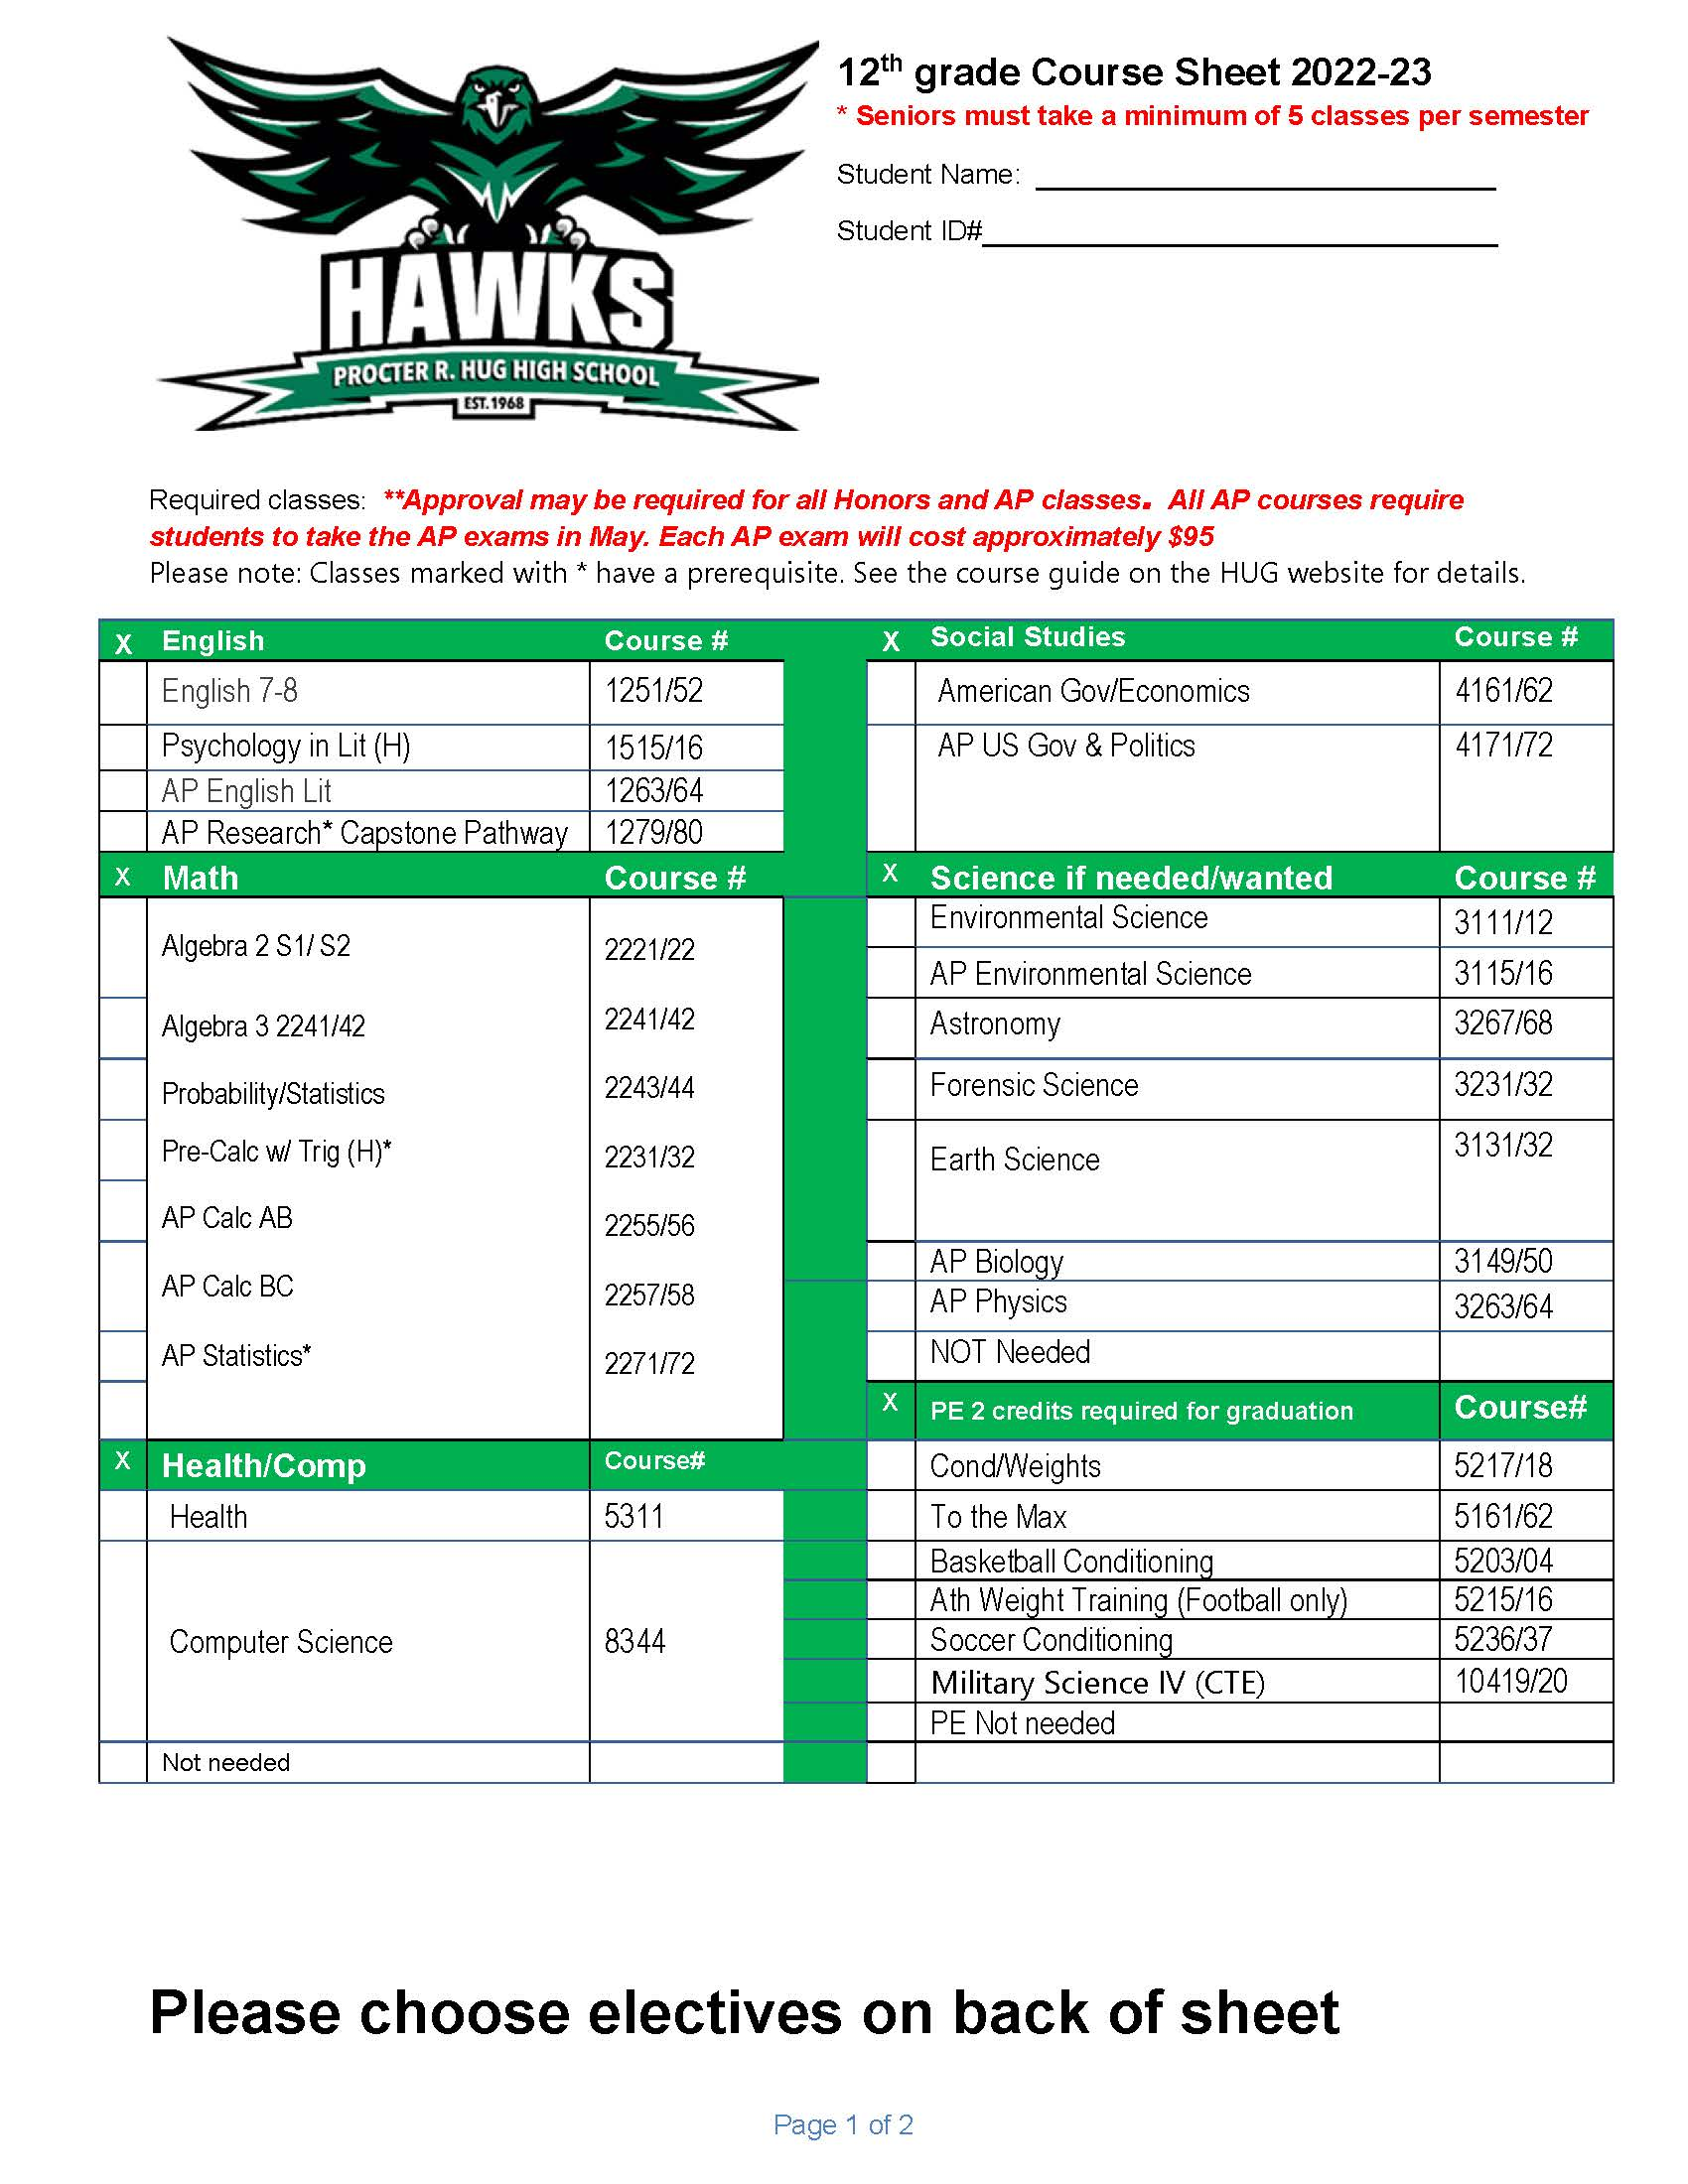 HAWKS
PROCTER R. HUG HIGH SCHOOL
EST. 1968
12th grade Course Sheet 2022-23
* Seniors must take a minimum of 5 classes per semester
Student Name:
Student ID#
Required classes: **Approval may be required for all Honors and AP classes. All AP courses require
students to take the AP exams in May. Each AP exam will cost approximately $95
Please note: Classes marked with * have a prerequisite. See the course guide on the HUG website for details.
X English Course # X Social Studies Course #
English 7-8 1251/52 American Gov/Economics 4161/62
Psychology in Lit (H) 1515/16 AP US Gov & Politics 4171/72
AP English Lit 1263/64
AP Research* Capstone Pathway 1279/80
X Math Course # X Science if needed/wanted Course #
Algebra 2 S1/ S2 2221/22 Environmental Science 3111/12
AP Environmental Science 3115/16
Algebra 3 2241/42 2241/42 Astronomy 3267/68
Probability/Statistics 2243/44 Forensic Science 3231/32
Pre-Calc w/ Trig (H)* 2231/32 Earth Science 3131/32
AP Calc AB 2255/56
AP Calc BC 2257/58 AP Biology 3149/50
AP Physics 3263/64
AP Statistics* 2271/72 NOT Needed
X PE 2 credits required for graduation Course#
X Health/Comp Course# Cond/Weights 5217/18
Health 5311 To the Max 5161/62
Basketball Conditioning 5203/04
Ath Weight Training (Football only) 5215/16
Computer Science 8344 Soccer Conditioning 5236/37
Military Science IV (CTE) 10419/20
PE Not needed
Not needed
Please choose electives on back of sheet
Page 1 of 2